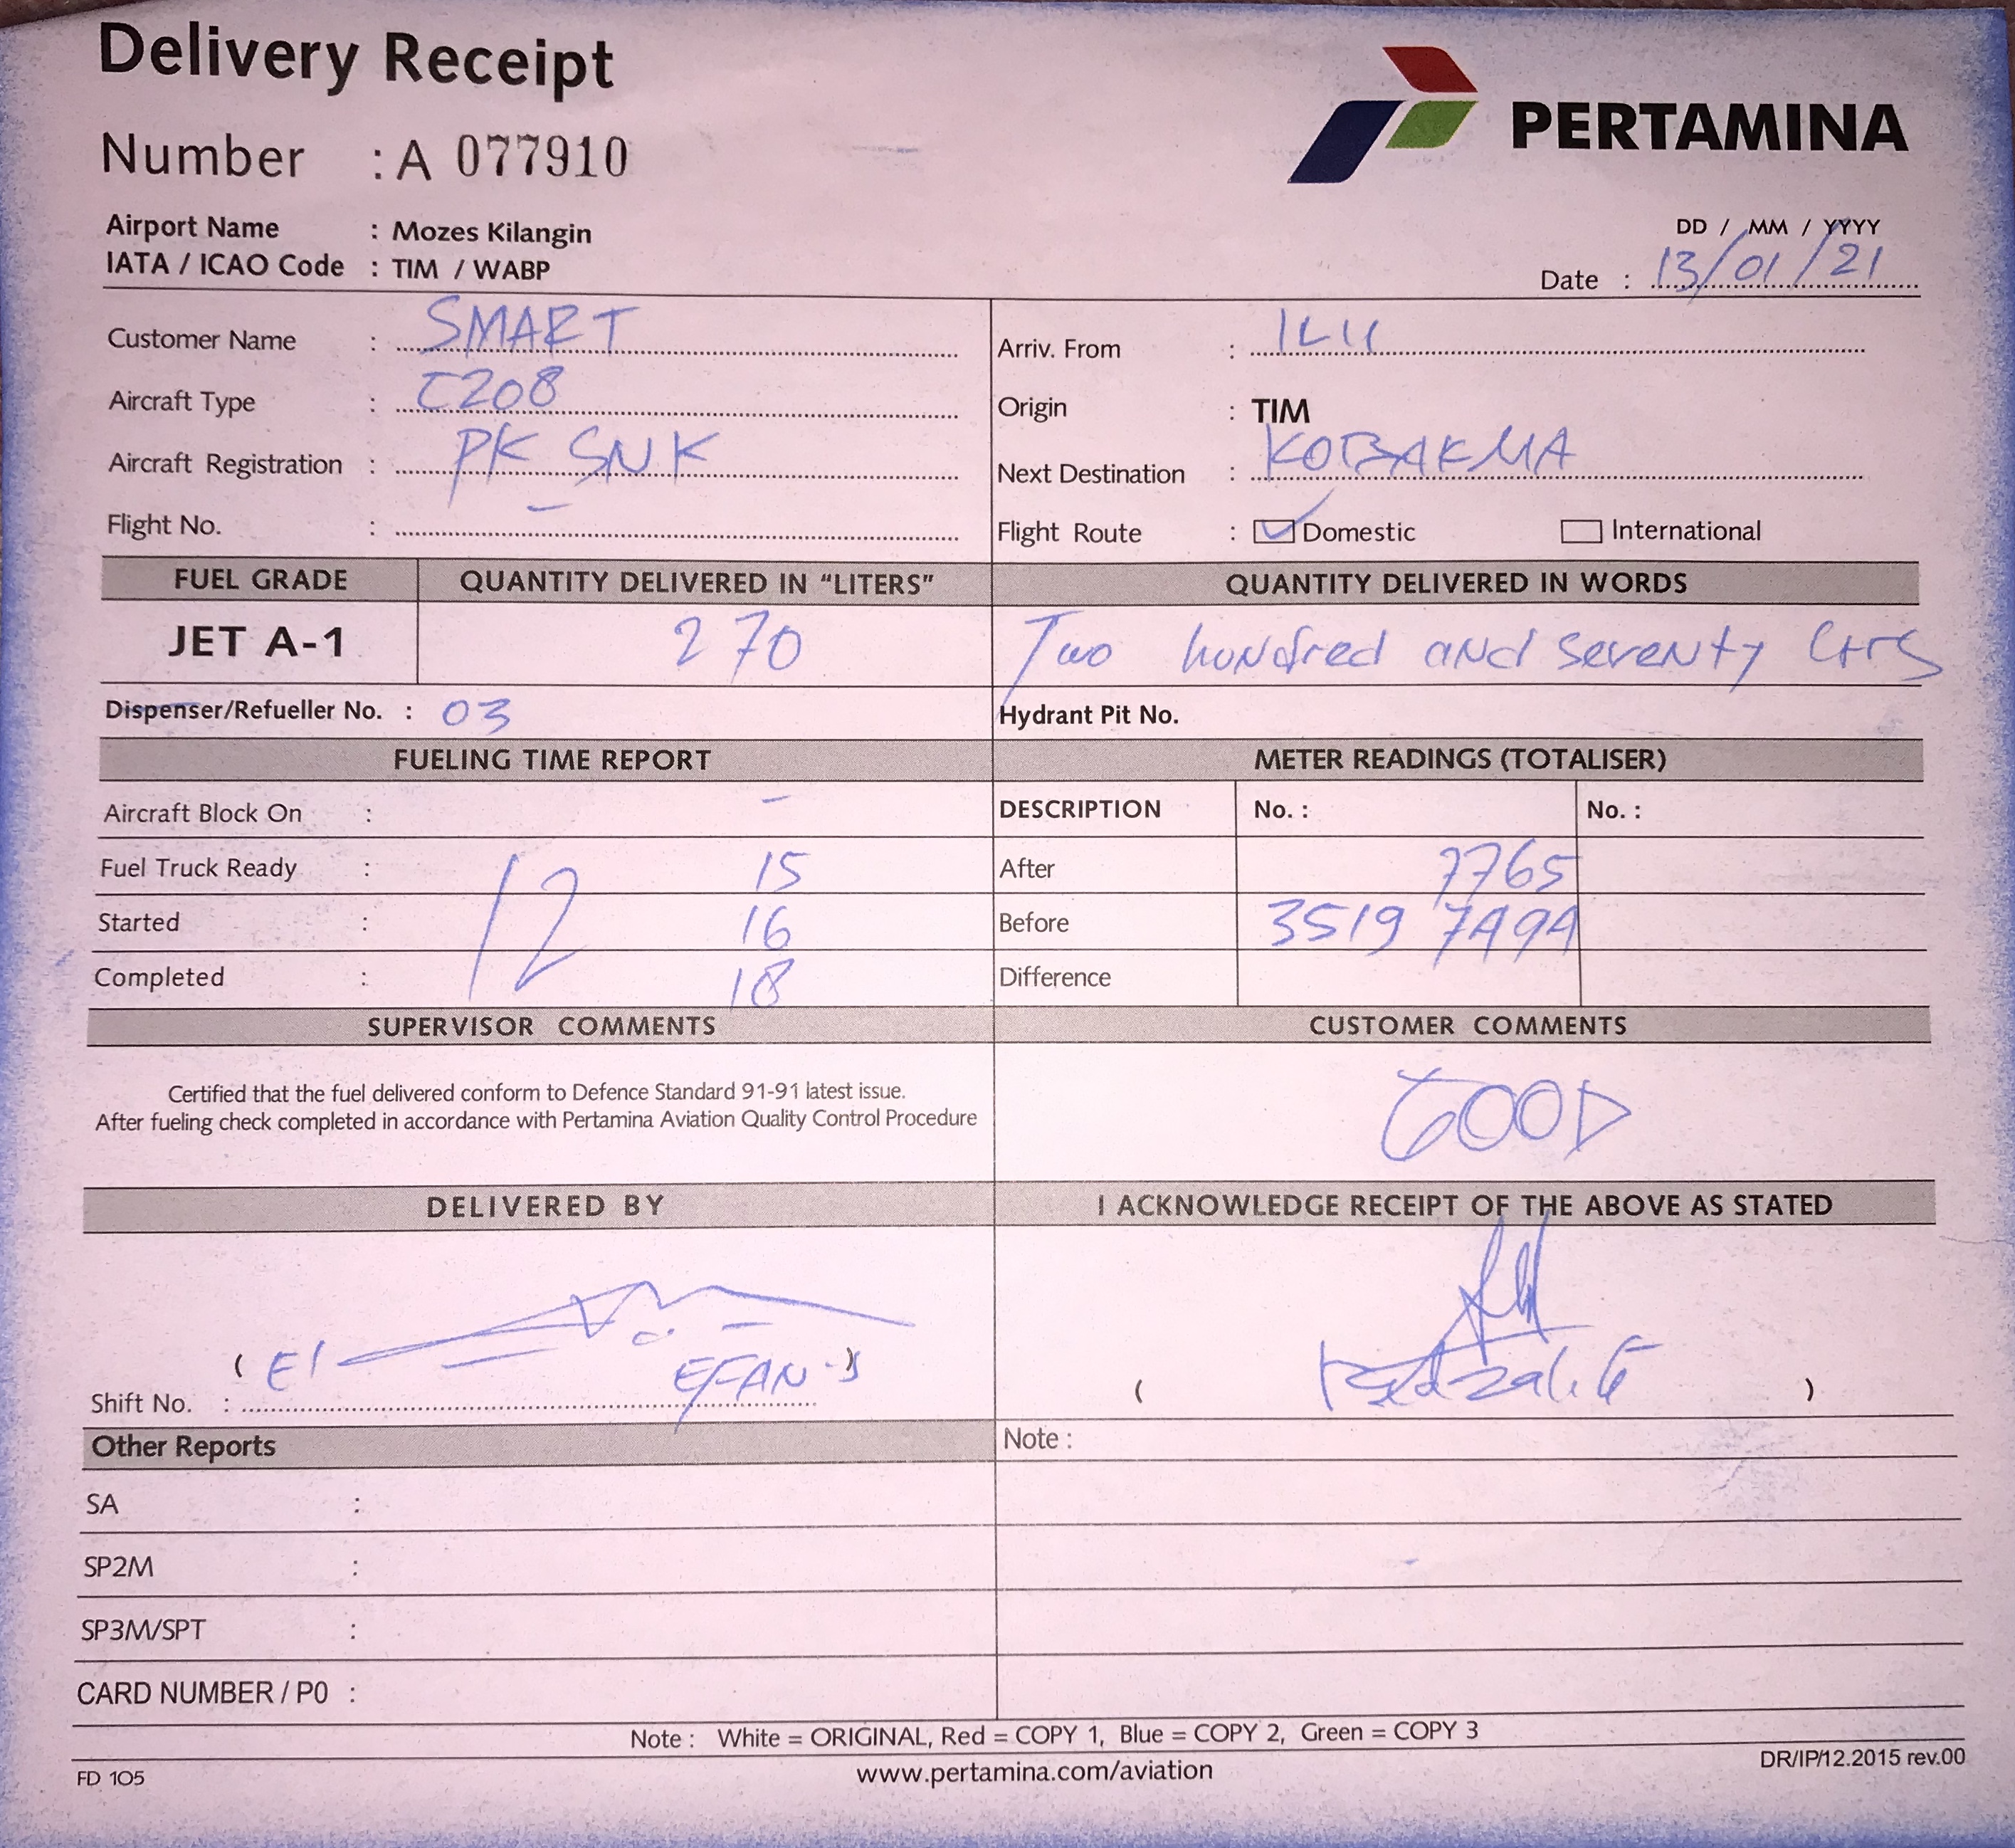 Delivery Receipt
PERTAMINA
Number : A 077910
Airport Name : Mozes Kilangin
IATA / ICAO Code : TIM / WABP
DD / MM / YYYY
Date : 13/01/21
Customer Name : SMART
Arriv. From : ILU
Aircraft Type : C208
Origin : TIM
Aircraft Registration : PK SNK
Next Destination : KOBAKMA
Flight No. : –
Flight Route : Domestic International
FUEL GRADE QUANTITY DELIVERED IN “LITERS” QUANTITY DELIVERED IN WORDS
JET A-1 270 Two hundred and seventy Ltrs
Dispenser/Refueller No. : 03 Hydrant Pit No.
FUELING TIME REPORT METER READINGS (TOTALISER)
Aircraft Block On : – DESCRIPTION No. : No. :
Fuel Truck Ready : 15 After 7765
Started : 12 16 Before 3519 7494
Completed : 18 Difference
SUPERVISOR COMMENTS CUSTOMER COMMENTS
Certified that the fuel delivered conform to Defence Standard 91-91 latest issue.
After fueling check completed in accordance with Pertamina Aviation Quality Control Procedure
GOOD
DELIVERED BY I ACKNOWLEDGE RECEIPT OF THE ABOVE AS STATED
( EFAN )
Shift No. :
( )
Other Reports Note :
SA :
SP2M :
SP3M/SPT :
CARD NUMBER / PO :
Note : White = ORIGINAL, Red = COPY 1, Blue = COPY 2, Green = COPY 3
FD 105 www.pertamina.com/aviation DR/IP/12.2015 rev.00